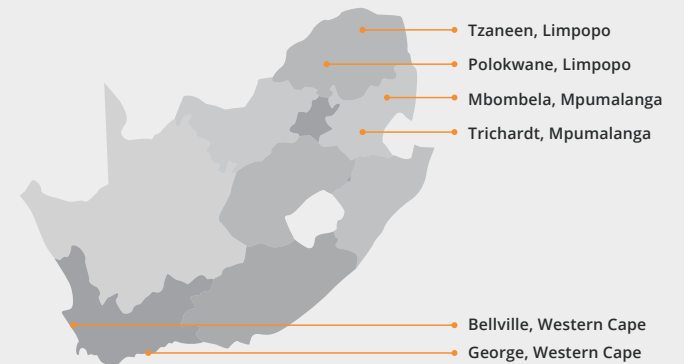 Tzaneen, Limpopo
Polokwane, Limpopo
Mbombela, Mpumalanga
Trichardt, Mpumalanga
Bellville, Western Cape
George, Western Cape